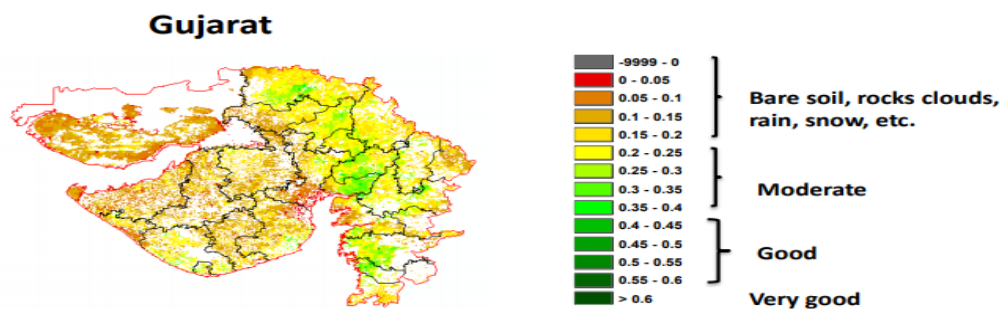 Gujarat
-9999 - 0
0 - 0.05
0.05 - 0.1
0.1 - 0.15
0.15 - 0.2
0.2 - 0.25
0.25 - 0.3
0.3 - 0.35
0.35 - 0.4
0.4 - 0.45
0.45 - 0.5
0.5 - 0.55
0.55 - 0.6
> 0.6
Bare soil, rocks clouds,
rain, snow, etc.
Moderate
Good
Very good